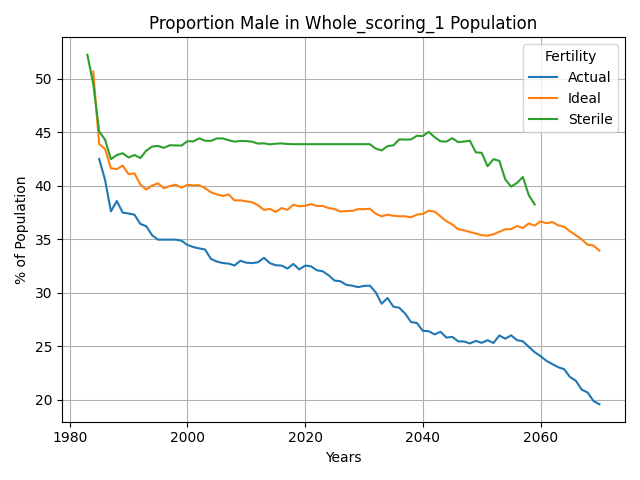 Proportion Male in Whole_scoring_1 Population
Fertility
Actual
Ideal
Sterile
% of Population
50
45
40
35
30
25
20
1980
2000
2020
2040
2060
Years